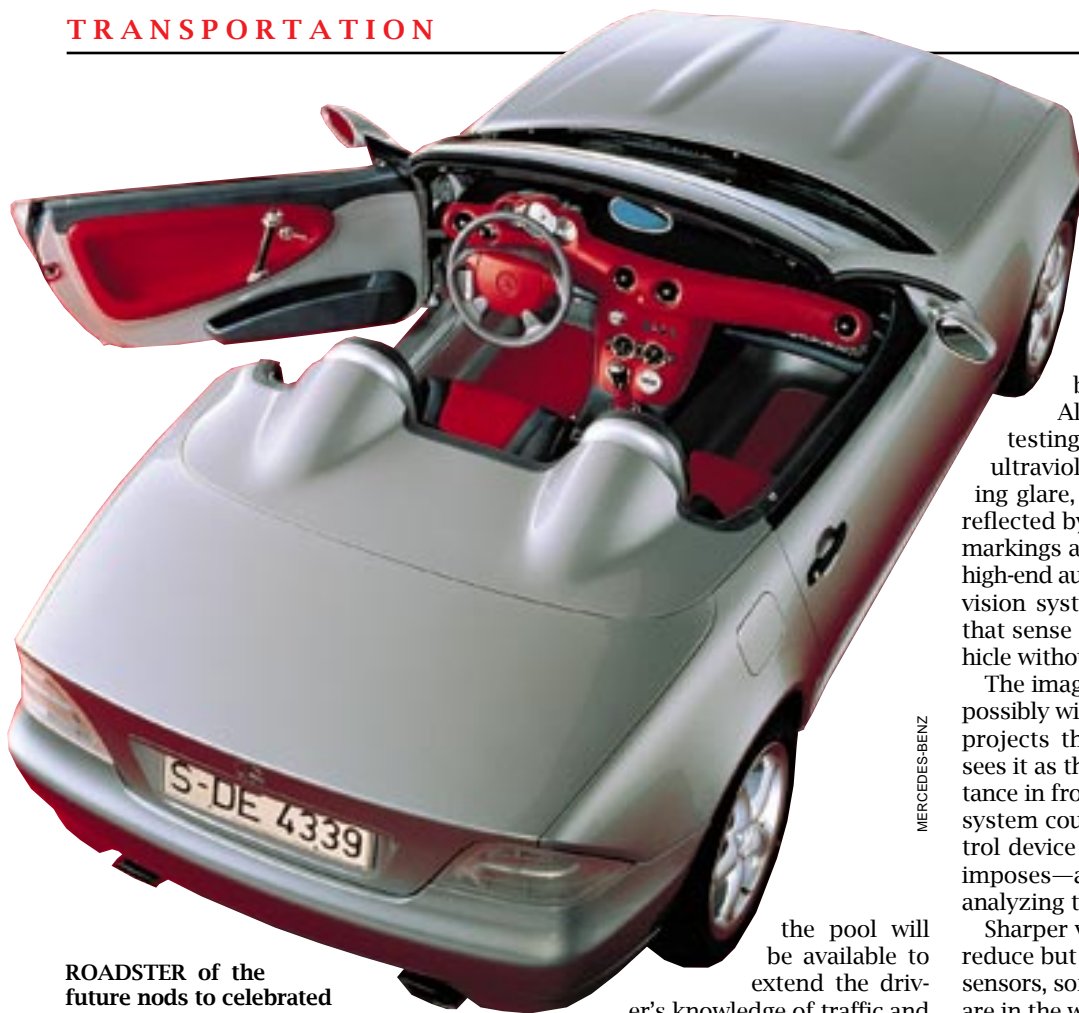 TRANSPORTATION
S-DE 4339
MERCEDES-BENZ
ROADSTER of the
future nods to celebrated
the pool will
be available to
extend the driv-
er's knowledge of traffic and
testing
ultraviol
ing glare,
reflected by
markings a
high-end au
vision syst
that sense
hicle withou
The imag
possibly wi
projects th
sees it as th
tance in fro
system cou
trol device
imposes—a
analyzing t
Sharper v
reduce but
sensors, so
are in the w